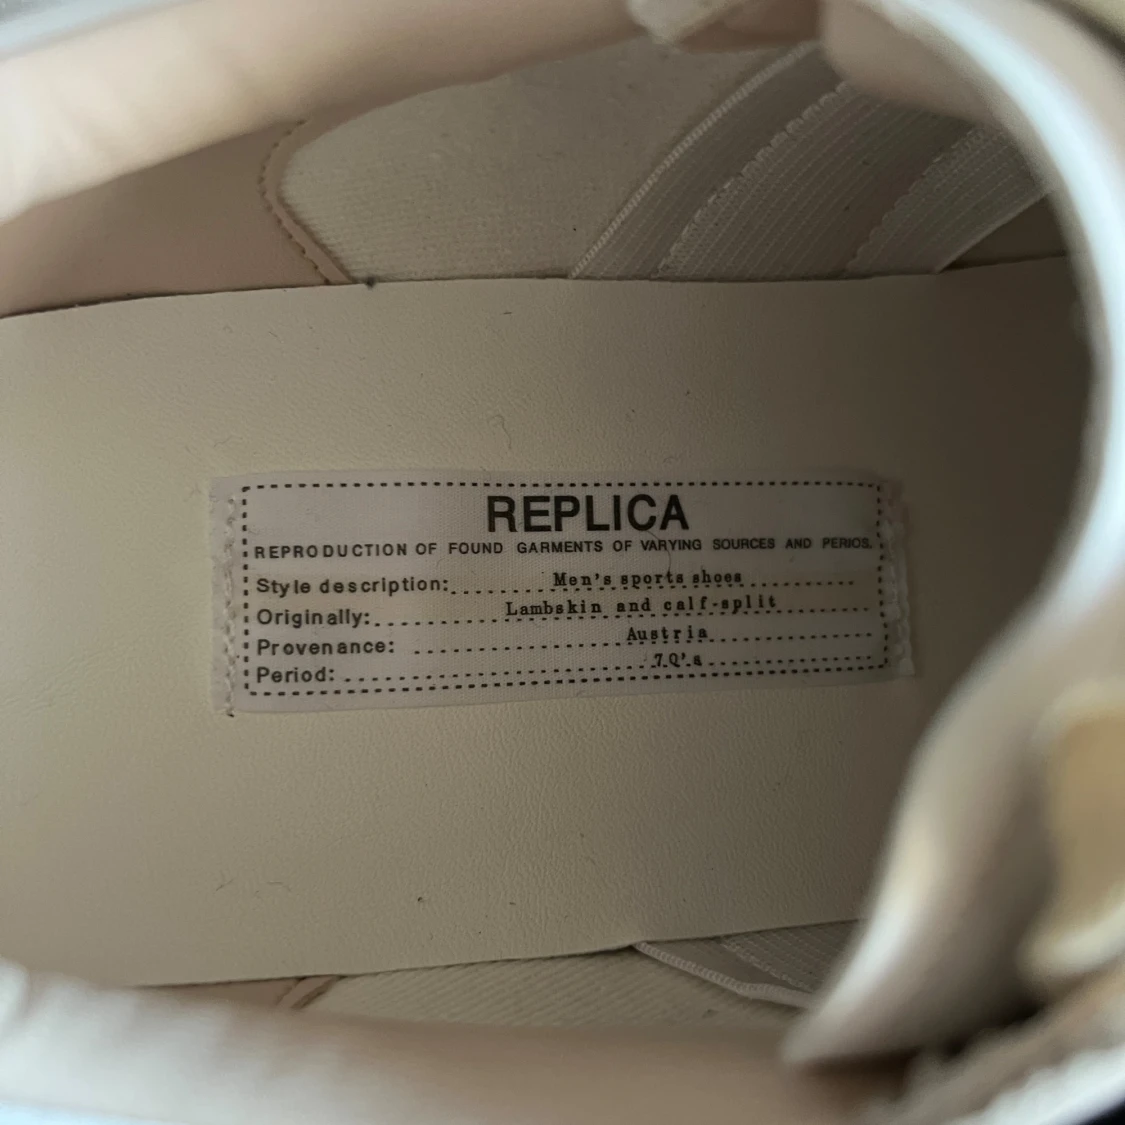 REPLICA
REPRODUCTION OF FOUND GARMENTS OF VARYING SOURCES AND PERIOS.
Style description:..........Men's sports shoes..........
Originally:..............Lambskin and calf-split..........
Provenance: ......................Austria................
Period: ..............................70's................